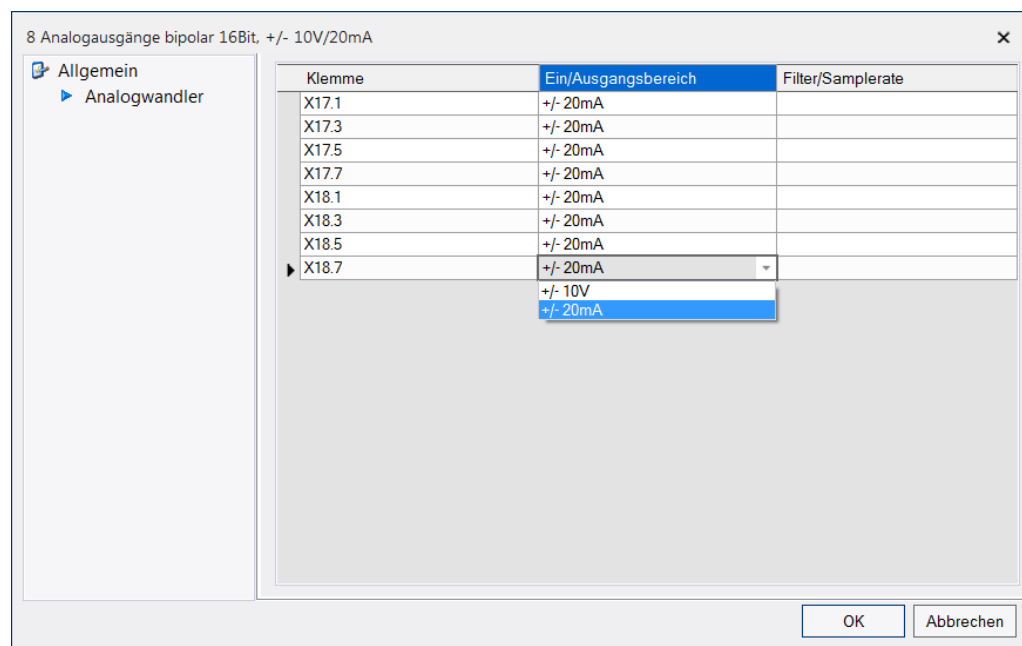 8 Analogausgänge bipolar 16Bit, +/- 10V/20mA
Allgemein
Analogwandler
Klemme Ein/Ausgangsbereich Filter/Samplerate
X17.1 +/- 20mA
X17.3 +/- 20mA
X17.5 +/- 20mA
X17.7 +/- 20mA
X18.1 +/- 20mA
X18.3 +/- 20mA
X18.5 +/- 20mA
X18.7 +/- 20mA
+/- 10V
+/- 20mA
OK Abbrechen